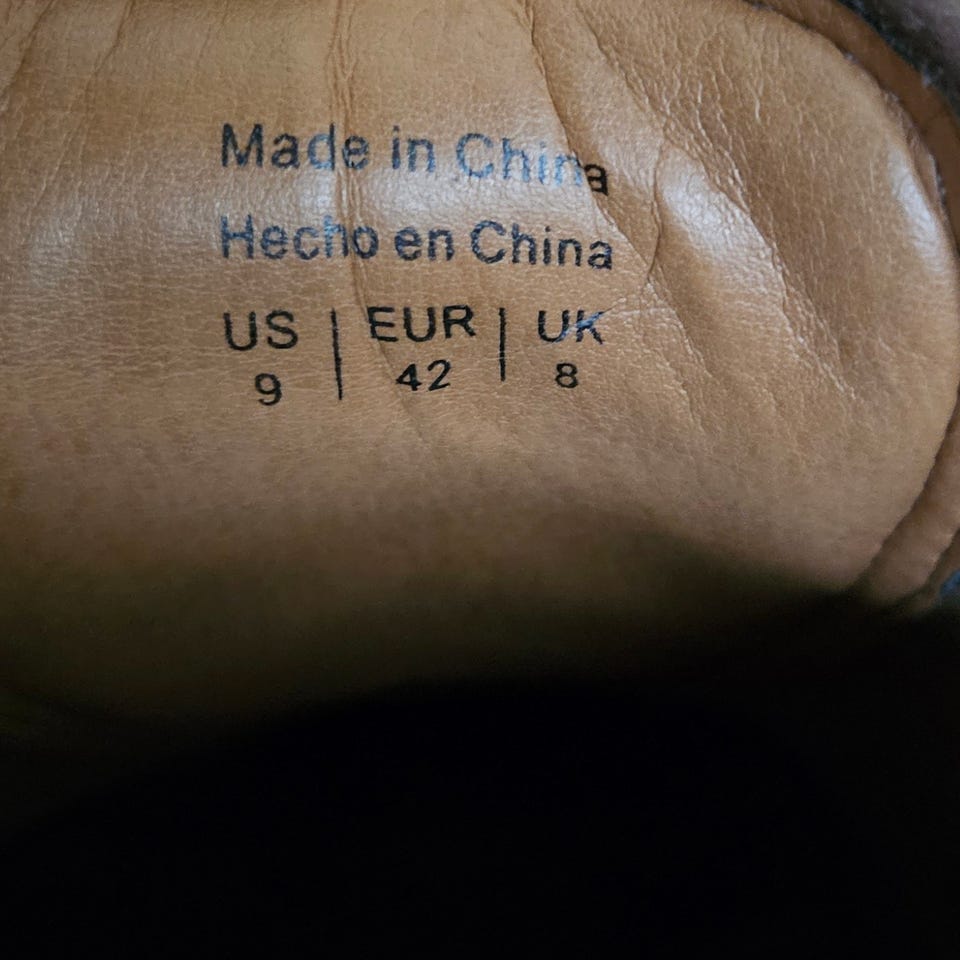 Made in China
Hecho en China
US | EUR | UK
9 | 42 | 8